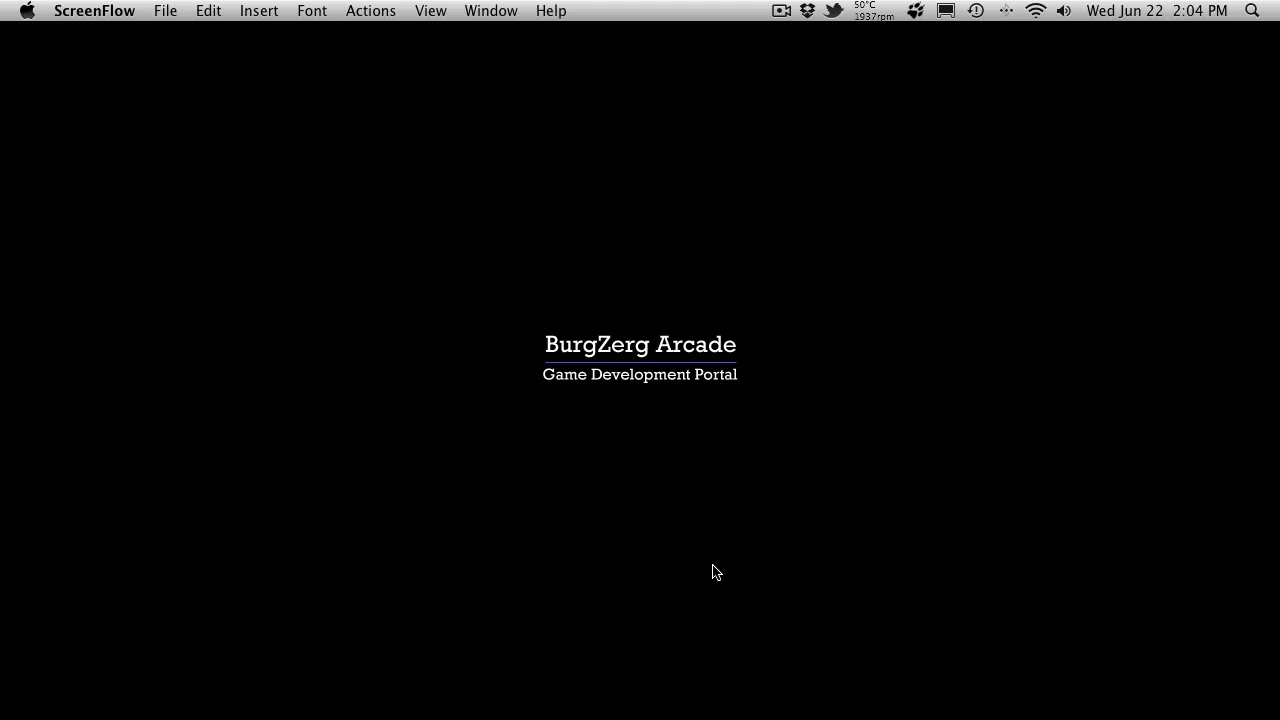 ScreenFlow File Edit Insert Font Actions View Window Help 50°C 1937rpm Wed Jun 22 2:04 PM
BurgZerg Arcade
Game Development Portal